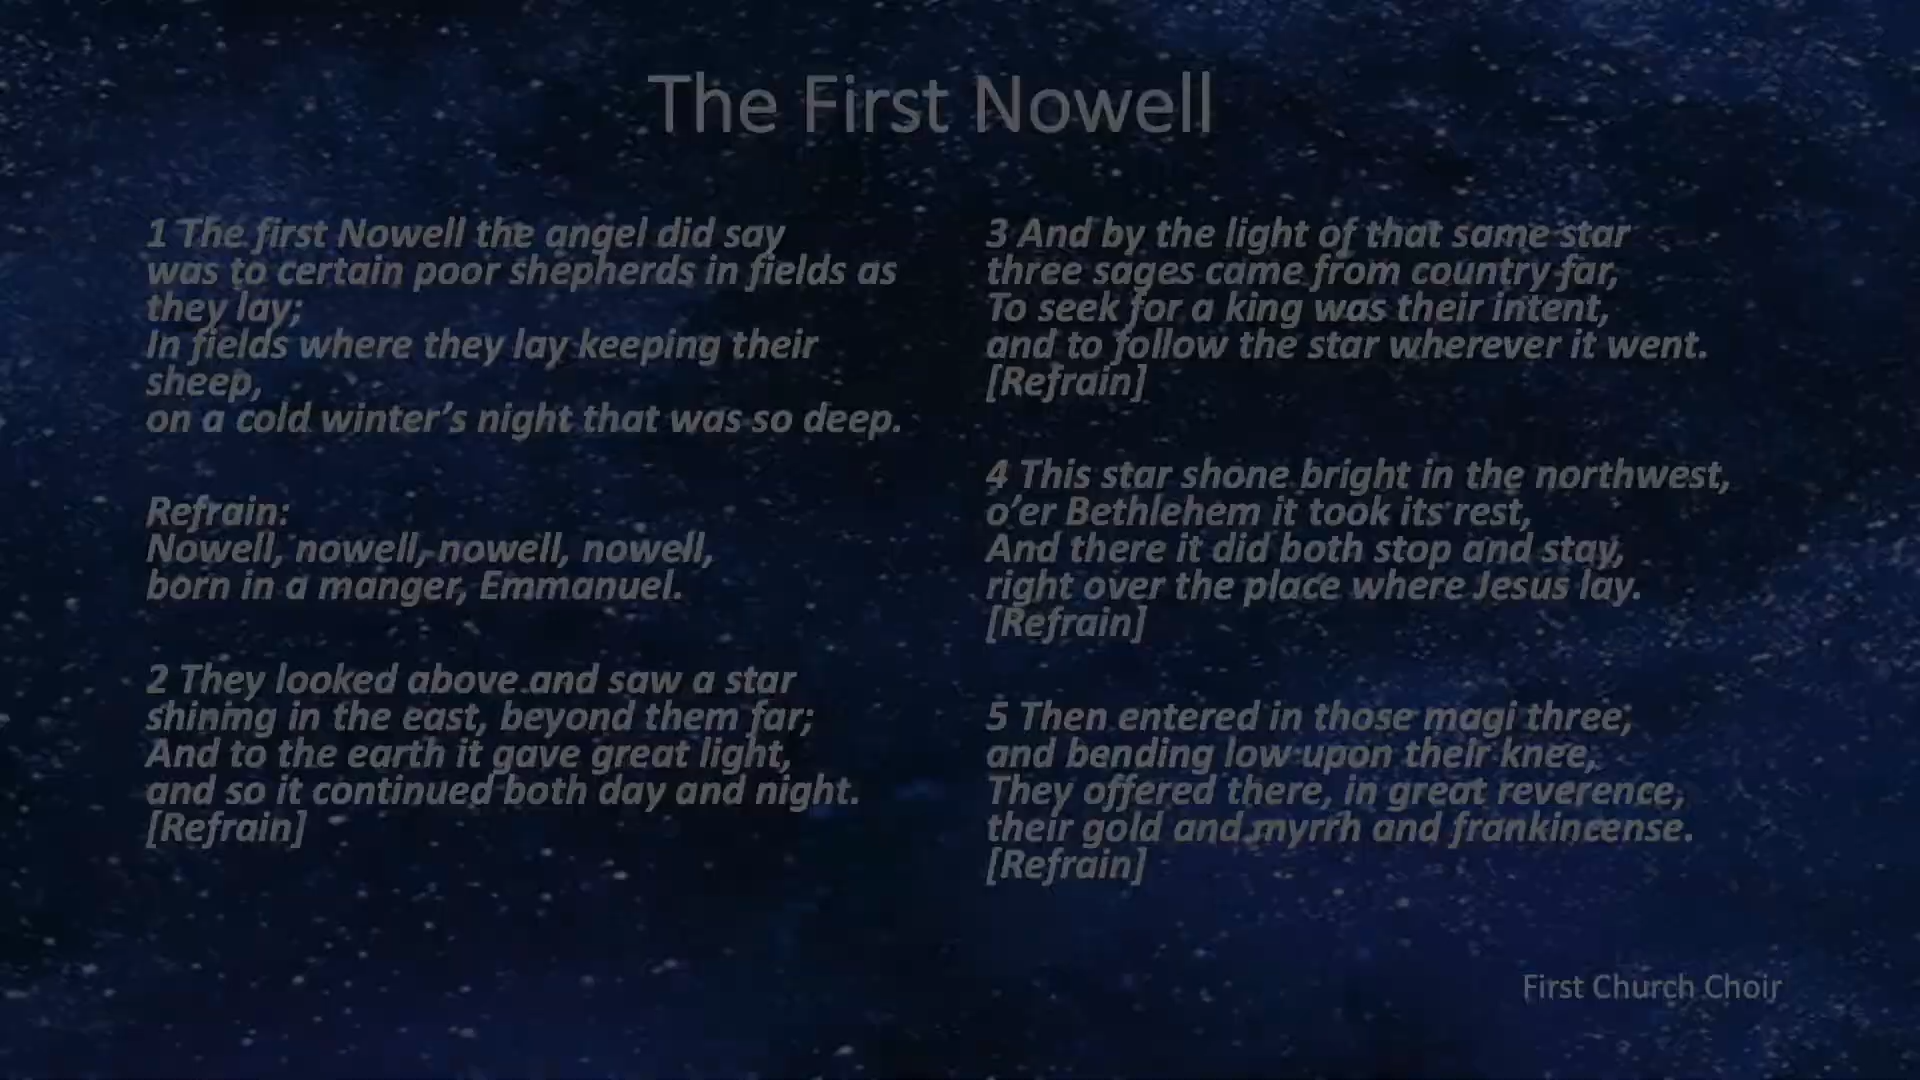 The First Nowell
1 The first Nowell the angel did say
was to certain poor shepherds in fields as
they lay;
In fields where they lay keeping their
sheep,
on a cold winter’s night that was so deep.
Refrain:
Nowell, nowell, nowell, nowell,
born in a manger, Emmanuel.
2 They looked above and saw a star
shining in the east, beyond them far;
And to the earth it gave great light,
and so it continued both day and night.
[Refrain]
3 And by the light of that same star
three sages came from country far,
To seek for a king was their intent,
and to follow the star wherever it went.
[Refrain]
4 This star shone bright in the northwest,
o’er Bethlehem it took its rest,
And there it did both stop and stay,
right over the place where Jesus lay.
[Refrain]
5 Then entered in those magi three,
and bending low upon their knee,
They offered there, in great reverence,
their gold and myrrh and frankincense.
[Refrain]
First Church Choir